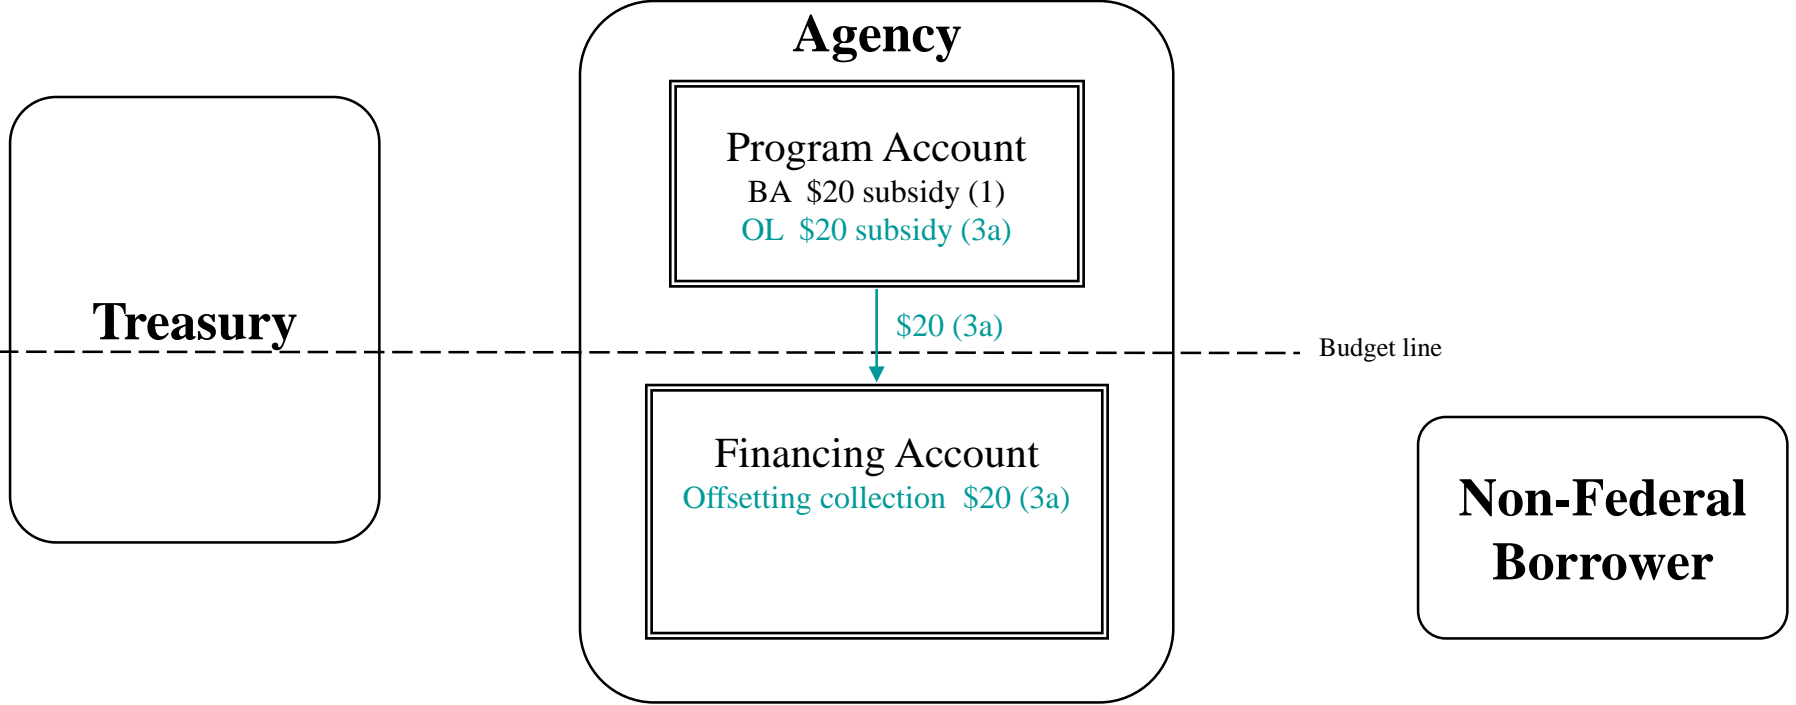 Agency
Program Account
BA $20 subsidy (1)
OL $20 subsidy (3a)
Treasury
$20 (3a)
Budget line
Financing Account
Offsetting collection $20 (3a)
Non-Federal
Borrower